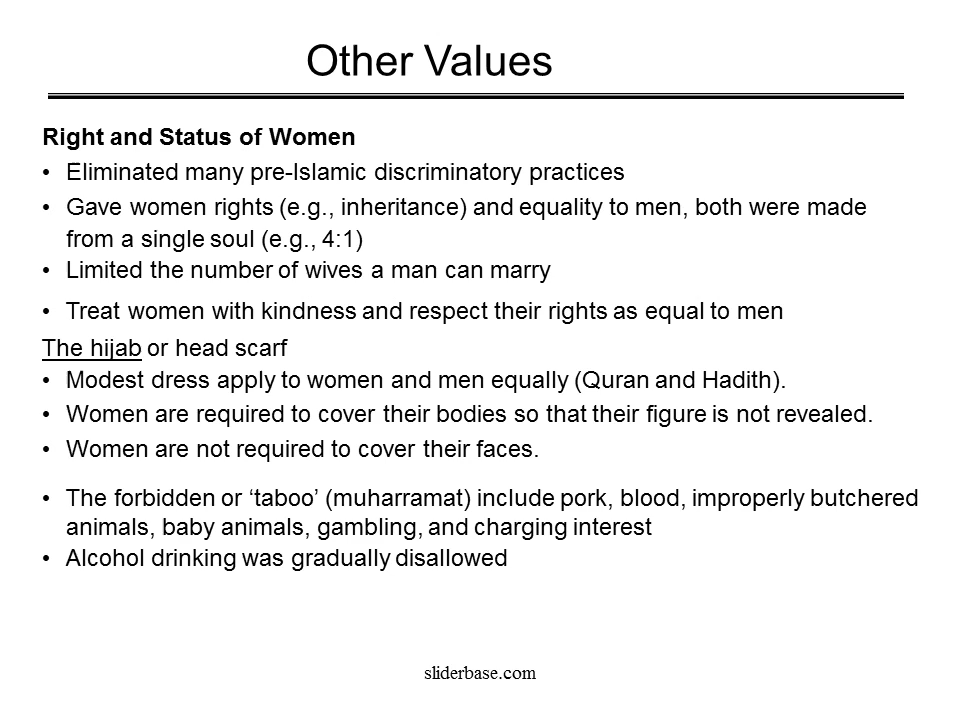 Other Values
Right and Status of Women
• Eliminated many pre-Islamic discriminatory practices
• Gave women rights (e.g., inheritance) and equality to men, both were made
from a single soul (e.g., 4:1)
• Limited the number of wives a man can marry
• Treat women with kindness and respect their rights as equal to men
The hijab or head scarf
• Modest dress apply to women and men equally (Quran and Hadith).
• Women are required to cover their bodies so that their figure is not revealed.
• Women are not required to cover their faces.
• The forbidden or ‘taboo’ (muharramat) include pork, blood, improperly butchered
animals, baby animals, gambling, and charging interest
• Alcohol drinking was gradually disallowed
sliderbase.com